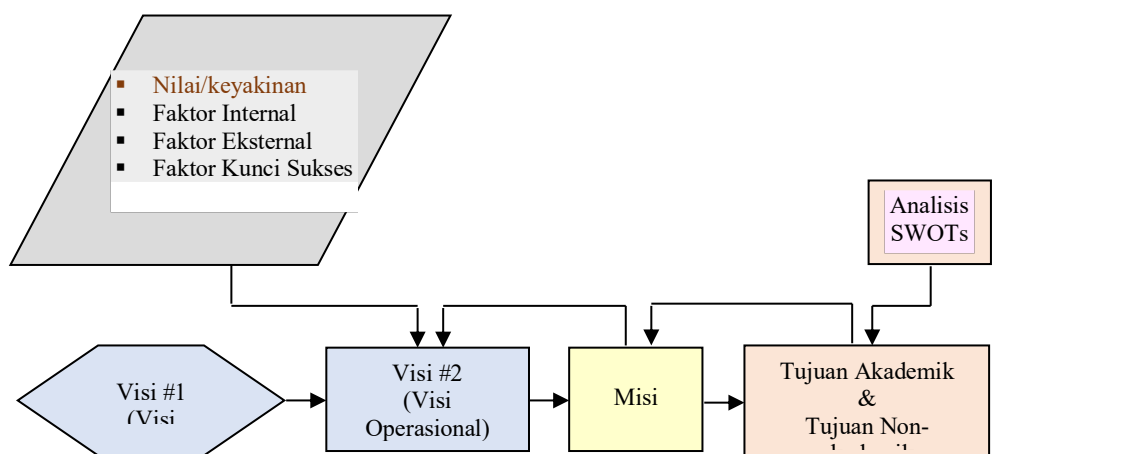 Nilai/keyakinan
Faktor Internal
Faktor Eksternal
Faktor Kunci Sukses
Analisis
SWOTs
Visi #1
(Visi
Visi #2
(Visi
Operasional)
Misi
Tujuan Akademik
&
Tujuan Non-